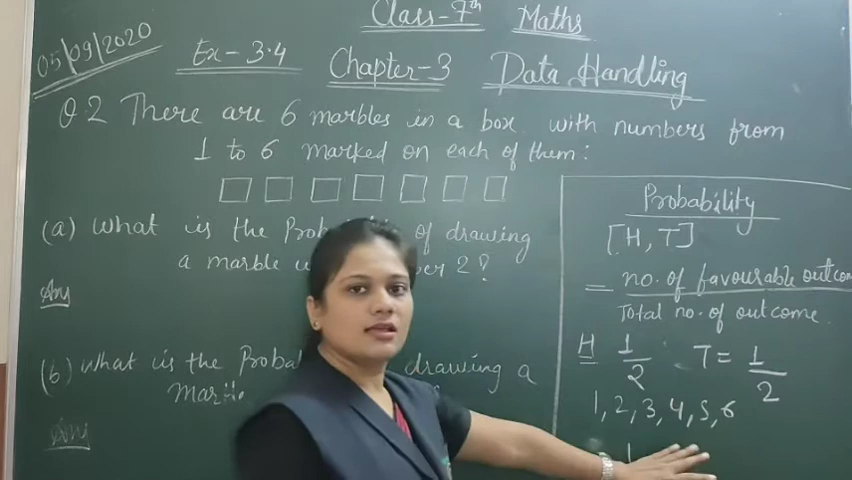 Class-7th Maths
05/09/2020
Ex-3.4 Chapter-3 Data Handling
Q.2 There are 6 marbles in a box with numbers from
1 to 6 marked on each of them:
(a) What is the of drawing
a marble 2?
Ans
(b) What is the drawing a
Ans
Probability
[H, T]
= no. of favourable
Total no. of outcome.
H 1/2 T = 1/2
1, 2, 3, 4, 5, 6
1